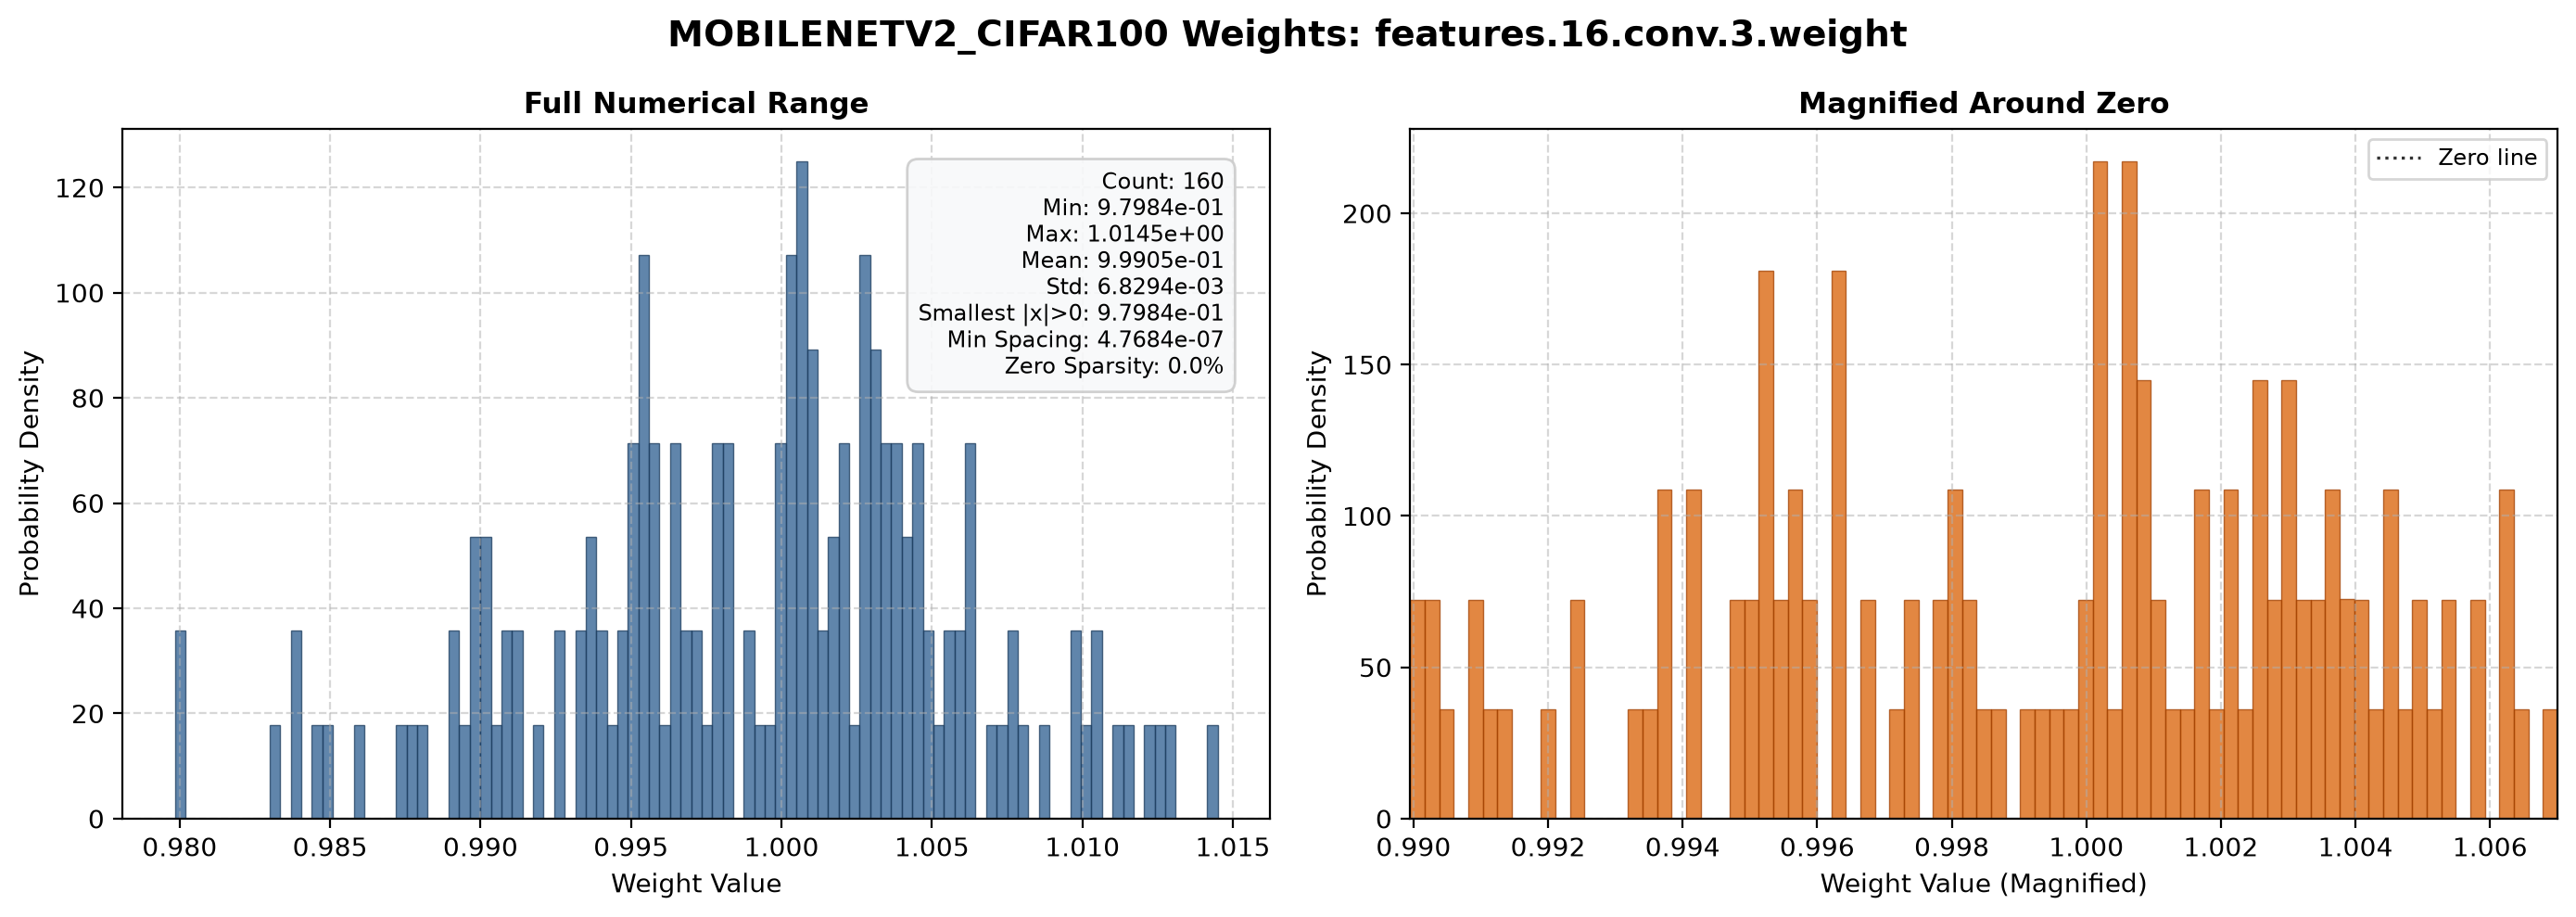 MOBILENETV2_CIFAR100 Weights: features.16.conv.3.weight
Full Numerical Range
Probability Density
120
100
80
60
40
20
0
Count: 160
Min: 9.7984e-01
Max: 1.0145e+00
Mean: 9.9905e-01
Std: 6.8294e-03
Smallest |x|>0: 9.7984e-01
Min Spacing: 4.7684e-07
Zero Sparsity: 0.0%
0.980 0.985 0.990 0.995 1.000 1.005 1.010 1.015
Weight Value
Magnified Around Zero
Probability Density
200
150
100
50
0
Zero line
0.990 0.992 0.994 0.996 0.998 1.000 1.002 1.004 1.006
Weight Value (Magnified)